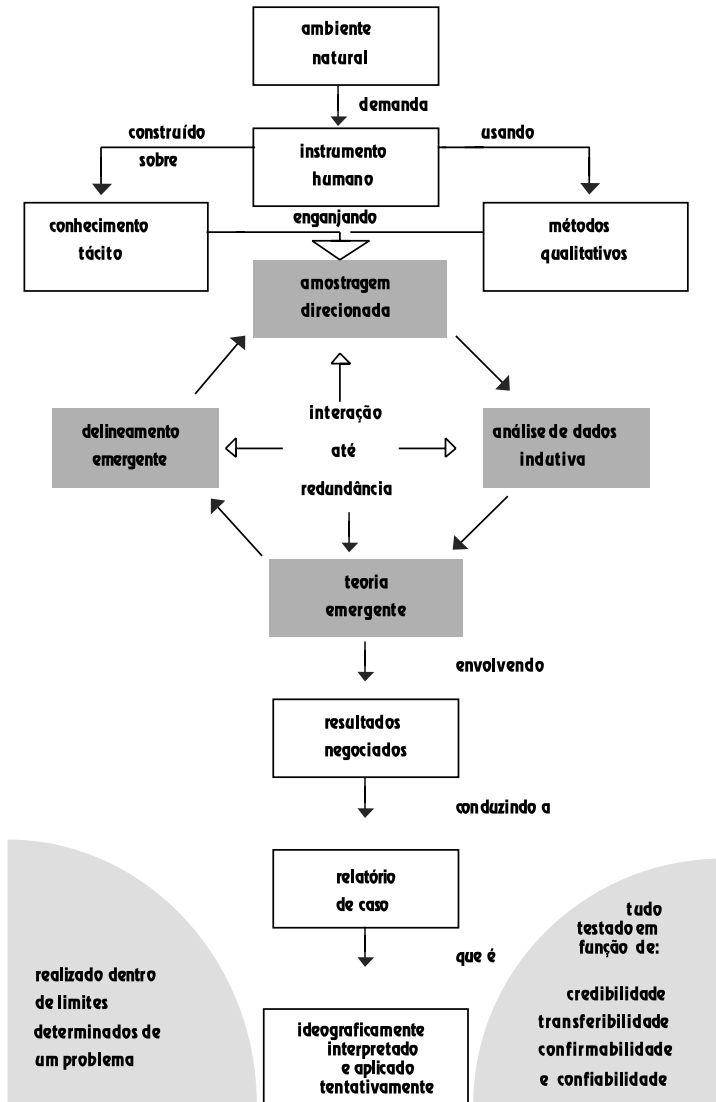 ambiente
natural
demanda
construído
sobre
usando
instrumento
humano
enganjando
conhecimento
tácito
métodos
qualitativos
amostragem
direcionada
interação
até
redundância
delineamento
emergente
análise de dados
indutiva
teoria
emergente
envolvendo
resultados
negociados
conduzindo a
relatório
de caso
que é
ideograficamente
interpretado
e aplicado
tentativamente
realizado dentro
de limites
determinados de
um problema
tudo
testado em
função de:
credibilidade
transferibilidade
confirmabilidade
e confiabilidade